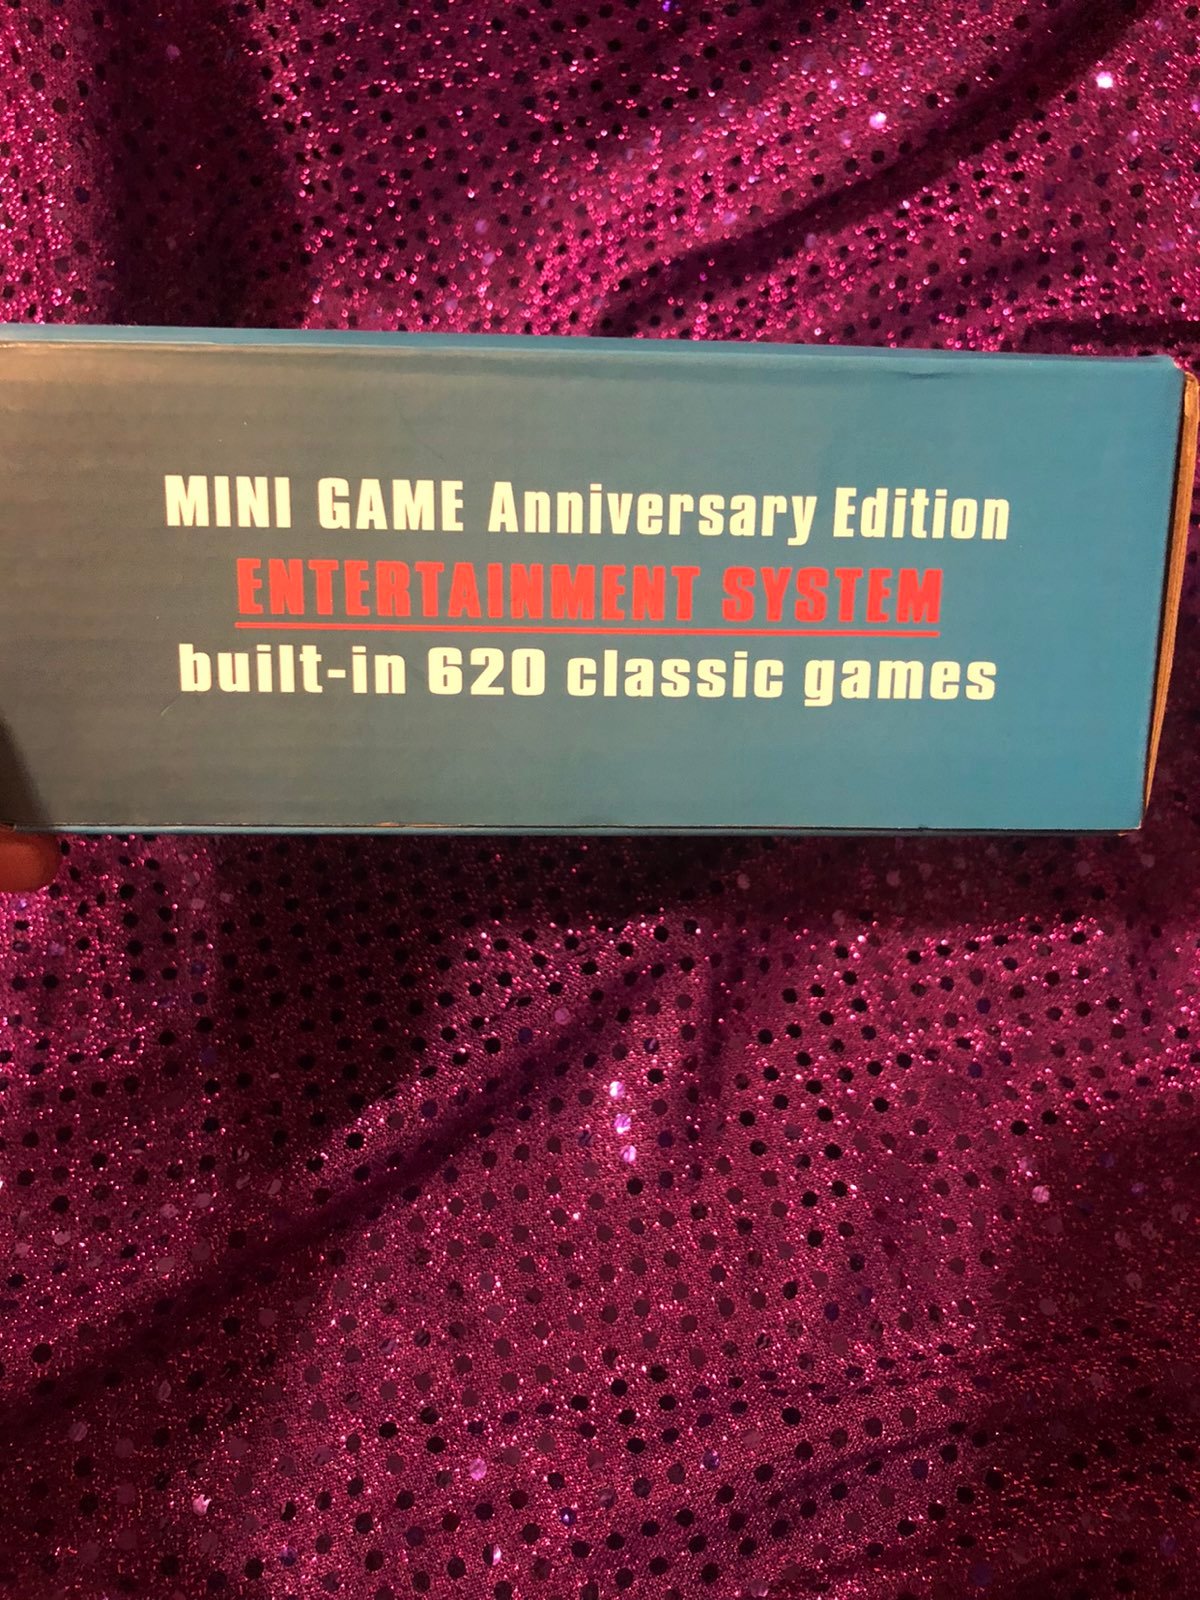 MINI GAME Anniversary Edition
ENTERTAINMENT SYSTEM
built-in 620 classic games